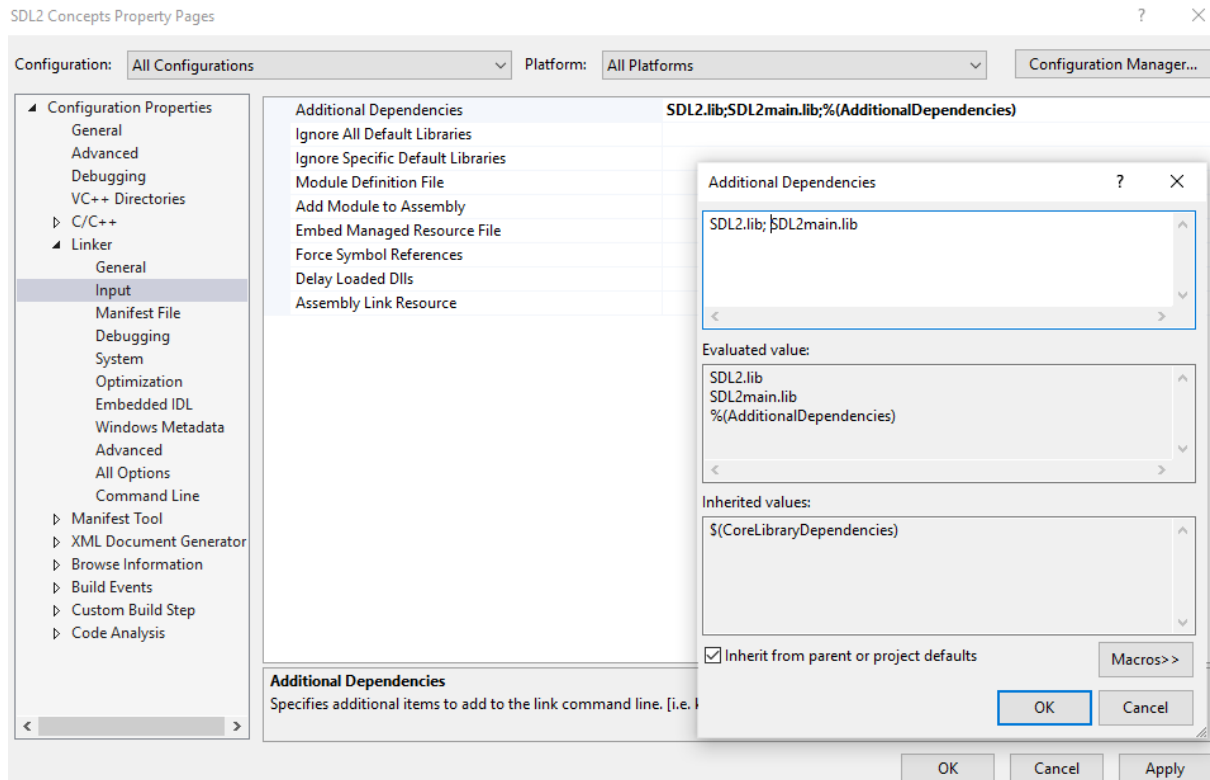 SDL2 Concepts Property Pages
Configuration: All Configurations Platform: All Platforms Configuration Manager...
Configuration Properties
General
Advanced
Debugging
VC++ Directories
C/C++
Linker
General
Input
Manifest File
Debugging
System
Optimization
Embedded IDL
Windows Metadata
Advanced
All Options
Command Line
Manifest Tool
XML Document Generator
Browse Information
Build Events
Custom Build Step
Code Analysis
Additional Dependencies SDL2.lib;SDL2main.lib;%(AdditionalDependencies)
Ignore All Default Libraries
Ignore Specific Default Libraries
Module Definition File
Add Module to Assembly
Embed Managed Resource File
Force Symbol References
Delay Loaded Dlls
Assembly Link Resource
Additional Dependencies
Specifies additional items to add to the link command line. [i.e.
Additional Dependencies ?
SDL2.lib; SDL2main.lib
Evaluated value:
SDL2.lib
SDL2main.lib
%(AdditionalDependencies)
Inherited values:
$(CoreLibraryDependencies)
Inherit from parent or project defaults
Macros>>
OK Cancel
OK Cancel Apply